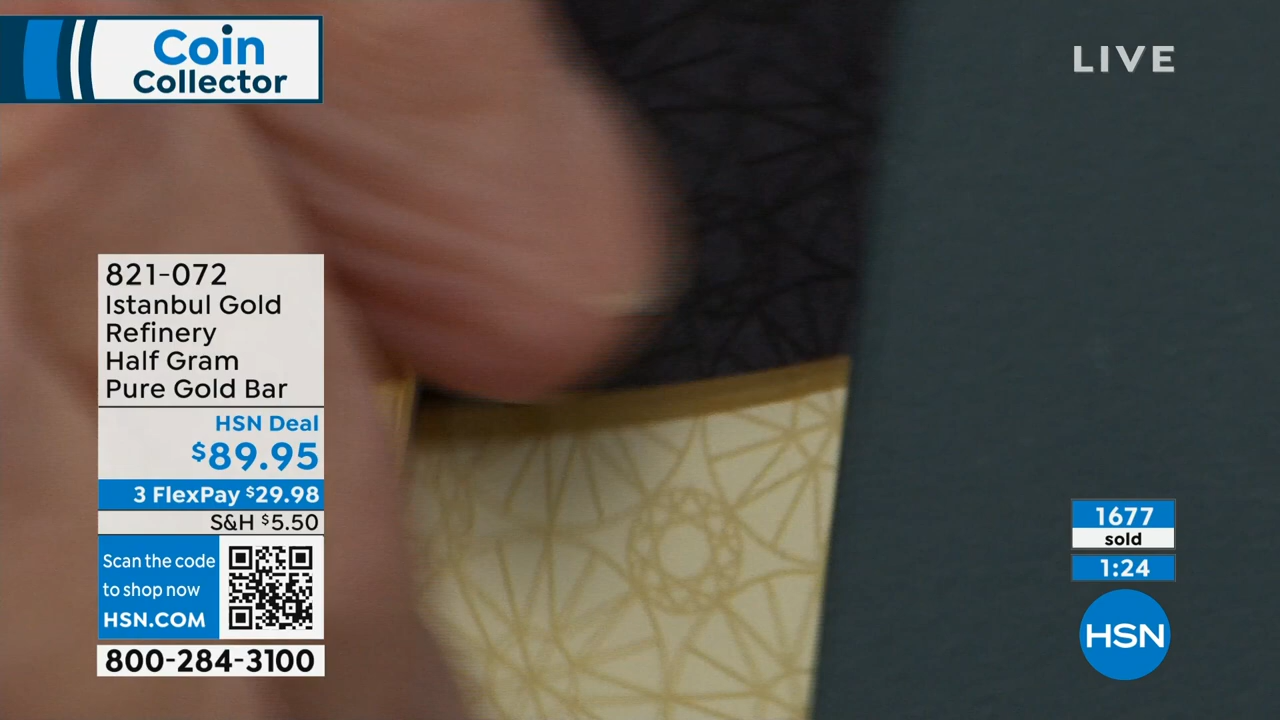 Coin
Collector
LIVE
821-072
Istanbul Gold
Refinery
Half Gram
Pure Gold Bar
HSN Deal
$89.95
3 FlexPay $29.98
S&H $5.50
Scan the code
to shop now
HSN.COM
800-284-3100
1677
sold
1:24
HSN